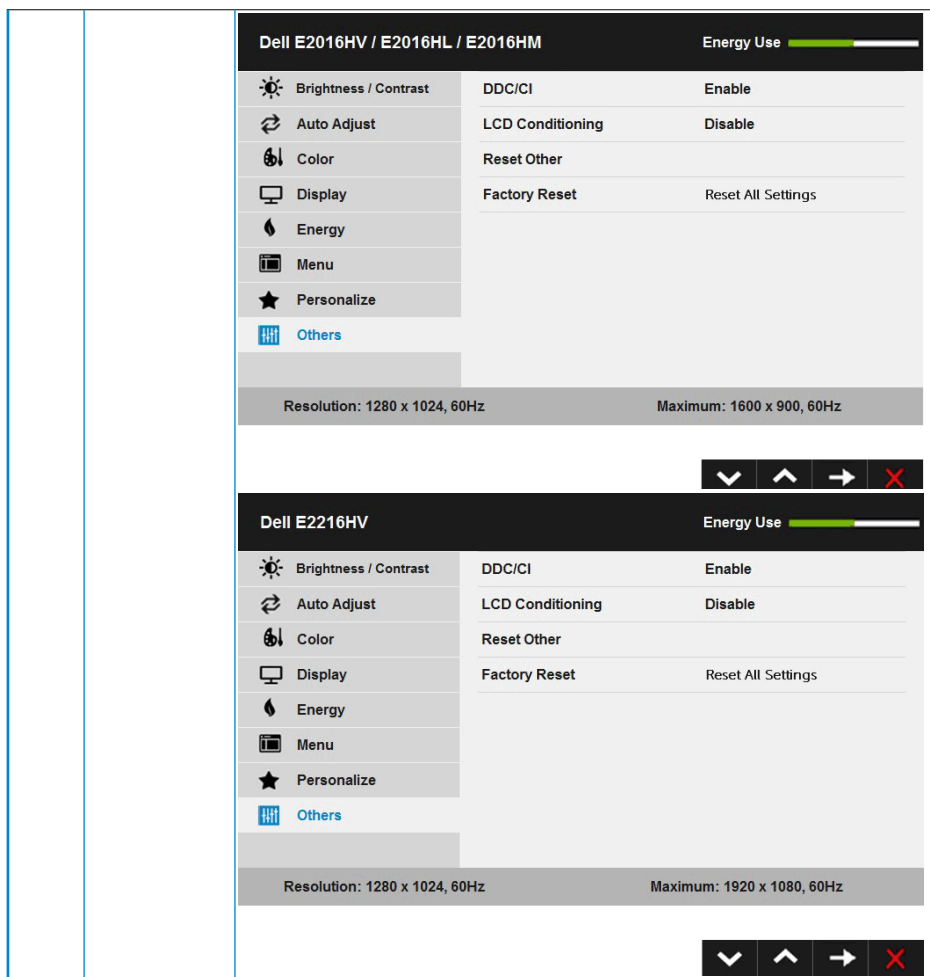 Dell E2016HV / E2016HL / E2016HM Energy Use
Brightness / Contrast DDC/CI Enable
Auto Adjust LCD Conditioning Disable
Color Reset Other
Display Factory Reset Reset All Settings
Energy
Menu
Personalize
Others
Resolution: 1280 x 1024, 60Hz Maximum: 1600 x 900, 60Hz
Dell E2216HV Energy Use
Brightness / Contrast DDC/CI Enable
Auto Adjust LCD Conditioning Disable
Color Reset Other
Display Factory Reset Reset All Settings
Energy
Menu
Personalize
Others
Resolution: 1280 x 1024, 60Hz Maximum: 1920 x 1080, 60Hz